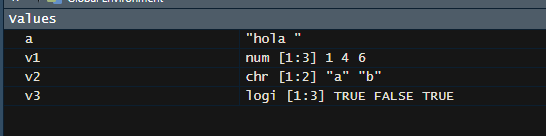 Global Environment
Values
a "hola "
v1 num [1:3] 1 4 6
v2 chr [1:2] "a" "b"
v3 logi [1:3] TRUE FALSE TRUE